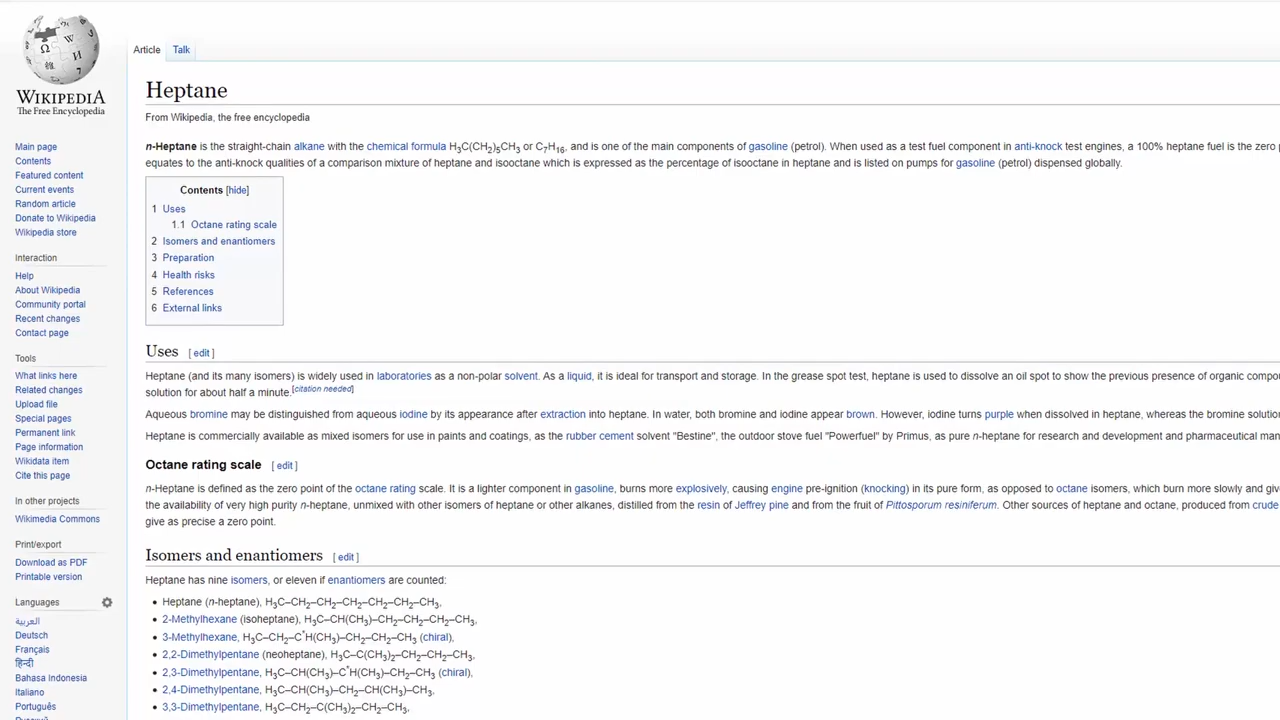 WIKIPEDIA
The Free Encyclopedia
Main page
Contents
Featured content
Current events
Random article
Donate to Wikipedia
Wikipedia store
Interaction
Help
About Wikipedia
Community portal
Recent changes
Contact page
Tools
What links here
Related changes
Upload file
Special pages
Permanent link
Page information
Wikidata item
Cite this page
In other projects
Wikimedia Commons
Print/export
Download as PDF
Printable version
Languages
العربية
Deutsch
Français
हिन्दी
Bahasa Indonesia
Italiano
Português
Русский
Article Talk
Heptane
From Wikipedia, the free encyclopedia
n-Heptane is the straight-chain alkane with the chemical formula H₃C(CH₂)₅CH₃ or C₇H₁₆, and is one of the main components of gasoline (petrol). When used as a test fuel component in anti-knock test engines, a 100% heptane fuel is the zero
equates to the anti-knock qualities of a comparison mixture of heptane and isooctane which is expressed as the percentage of isooctane in heptane and is listed on pumps for gasoline (petrol) dispensed globally.
Contents [hide]
1 Uses
1.1 Octane rating scale
2 Isomers and enantiomers
3 Preparation
4 Health risks
5 References
6 External links
Uses [ edit ]
Heptane (and its many isomers) is widely used in laboratories as a non-polar solvent. As a liquid, it is ideal for transport and storage. In the grease spot test, heptane is used to dissolve an oil spot to show the previous presence of organic compo
solution for about half a minute.[citation needed]
Aqueous bromine may be distinguished from aqueous iodine by its appearance after extraction into heptane. In water, both bromine and iodine appear brown. However, iodine turns purple when dissolved in heptane, whereas the bromine solutio
Heptane is commercially available as mixed isomers for use in paints and coatings, as the rubber cement solvent "Bestine", the outdoor stove fuel "Powerfuel" by Primus, as pure n-heptane for research and development and pharmaceutical man
Octane rating scale [ edit ]
n-Heptane is defined as the zero point of the octane rating scale. It is a lighter component in gasoline, burns more explosively, causing engine pre-ignition (knocking) in its pure form, as opposed to octane isomers, which burn more slowly and giv
the availability of very high purity n-heptane, unmixed with other isomers of heptane or other alkanes, distilled from the resin of Jeffrey pine and from the fruit of Pittosporum resiniferum. Other sources of heptane and octane, produced from crude
give as precise a zero point.
Isomers and enantiomers [ edit ]
Heptane has nine isomers, or eleven if enantiomers are counted:
• Heptane (n-heptane), H₃C–CH₂–CH₂–CH₂–CH₂–CH₂–CH₃,
• 2-Methylhexane (isoheptane), H₃C–CH(CH₃)–CH₂–CH₂–CH₂–CH₃,
• 3-Methylhexane, H₃C–CH₂–C*H(CH₃)–CH₂–CH₂–CH₃ (chiral),
• 2,2-Dimethylpentane (neoheptane), H₃C–C(CH₃)₂–CH₂–CH₂–CH₃,
• 2,3-Dimethylpentane, H₃C–CH(CH₃)–C*H(CH₃)–CH₂–CH₃ (chiral),
• 2,4-Dimethylpentane, H₃C–CH(CH₃)–CH₂–CH(CH₃)–CH₃,
• 3,3-Dimethylpentane, H₃C–CH₂–C(CH₃)₂–CH₂–CH₃,